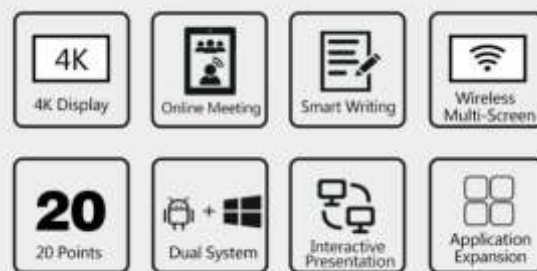 4K
4K Display
Online Meeting
Smart Writing
Wireless
Multi-Screen
20
20 Points
+
Dual System
Interactive
Presentation
Application
Expansion